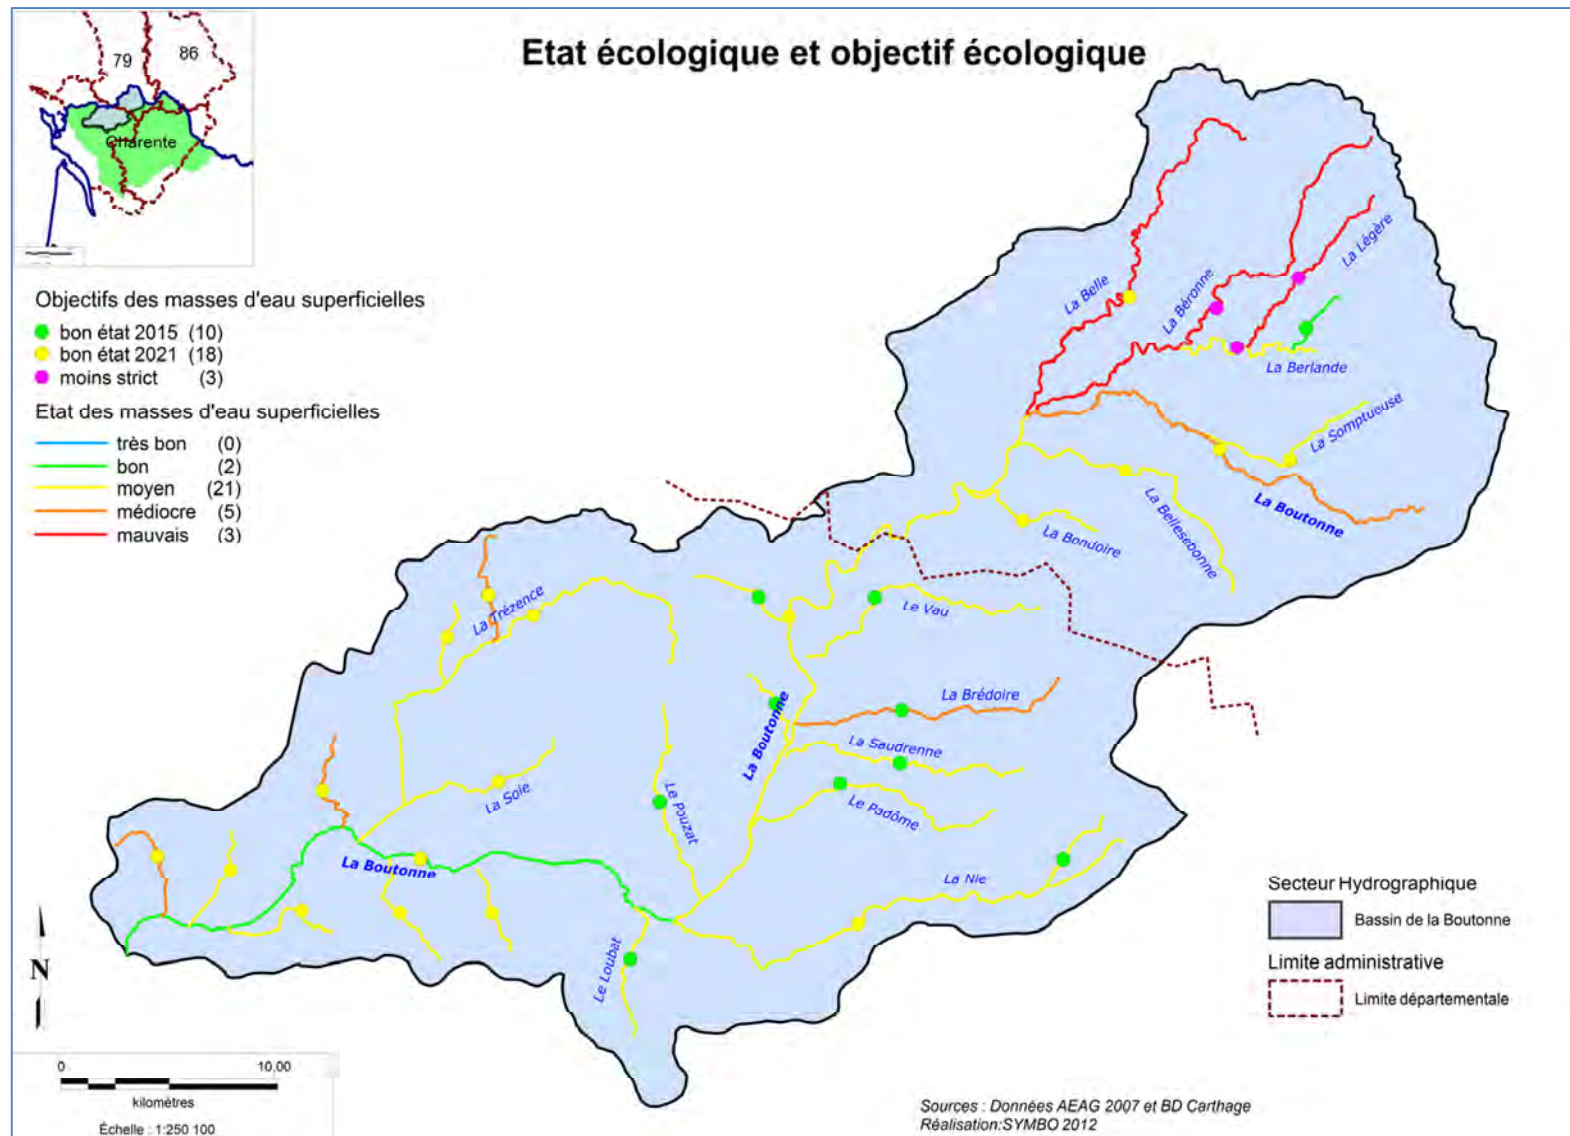 Etat écologique et objectif écologique
79
86
Charente
Objectifs des masses d'eau superficielles
bon état 2015 (10)
bon état 2021 (18)
moins strict (3)
Etat des masses d'eau superficielles
très bon (0)
bon (2)
moyen (21)
médiocre (5)
mauvais (3)
La Belle
La Béronne
La Légère
La Berlande
La Somptueuse
La Boutonne
La Bellesebonne
La Bondoire
La Trézence
Le Vau
La Brédoire
La Boutonne
La Saudrenne
Le Padôme
La Soie
Le Pouzat
La Boutonne
La Nie
Le Loubat
Secteur Hydrographique
Bassin de la Boutonne
Limite administrative
Limite départementale
N
0 10,00
kilomètres
Échelle : 1:250 100
Sources : Données AEAG 2007 et BD Carthage
Réalisation:SYMBO 2012